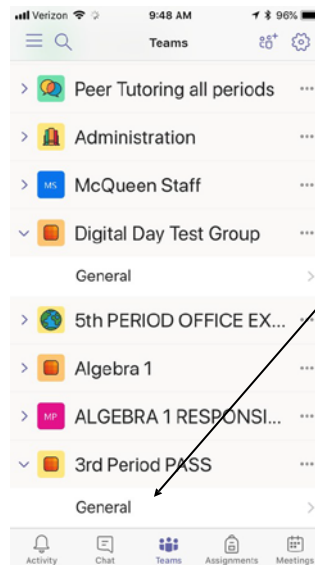 Verizon 9:48 AM 96%
Teams
Peer Tutoring all periods
Administration
MS McQueen Staff
Digital Day Test Group
General
5th PERIOD OFFICE EX...
Algebra 1
MP ALGEBRA 1 RESPONSI...
3rd Period PASS
General
Activity Chat Teams Assignments Meetings